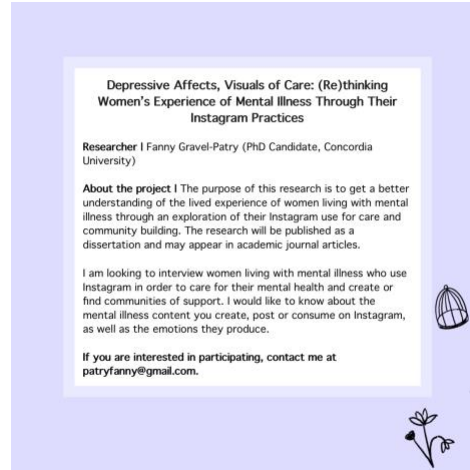 Depressive Affects, Visuals of Care: (Re)thinking
Women's Experience of Mental Illness Through Their
Instagram Practices
Researcher | Fanny Gravel-Patry (PhD Candidate, Concordia
University)
About the project | The purpose of this research is to get a better
understanding of the lived experience of women living with mental
illness through an exploration of their Instagram use for care and
community building. The research will be published as a
dissertation and may appear in academic journal articles.
I am looking to interview women living with mental illness who use
Instagram in order to care for their mental health and create or
find communities of support. I would like to know about the
mental illness content you create, post or consume on Instagram,
as well as the emotions they produce.
If you are interested in participating, contact me at
patryfanny@gmail.com.